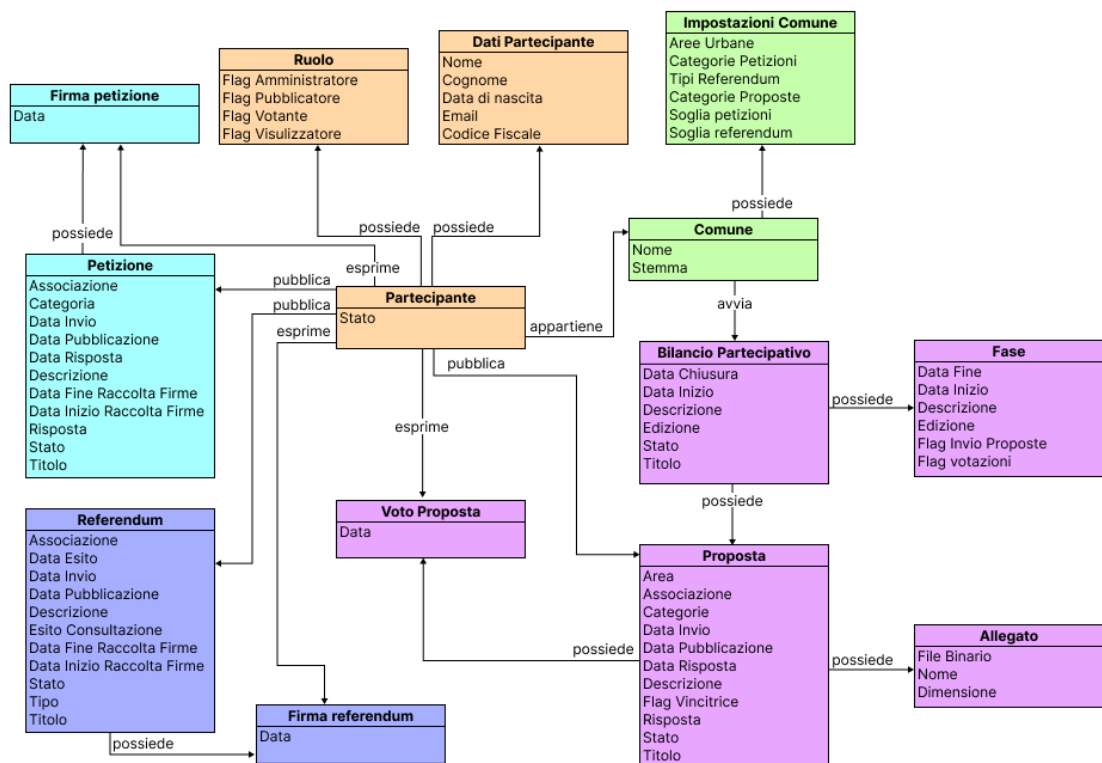 Impostazioni Comune
Aree Urbane
Categorie Petizioni
Tipi Referendum
Categorie Proposte
Soglia petizioni
Soglia referendum
Dati Partecipante
Nome
Cognome
Data di nascita
Email
Codice Fiscale
Ruolo
Flag Amministratore
Flag Pubblicatore
Flag Votante
Flag Visulizzatore
Firma petizione
Data
possiede
possiede
possiede
possiede
esprime
Comune
Nome
Stemma
Petizione
Associazione
Categoria
Data Invio
Data Pubblicazione
Data Risposta
Descrizione
Data Fine Raccolta Firme
Data Inizio Raccolta Firme
Risposta
Stato
Titolo
pubblica
pubblica
esprime
Partecipante
Stato
appartiene
avvia
pubblica
esprime
Bilancio Partecipativo
Data Chiusura
Data Inizio
Descrizione
Edizione
Stato
Titolo
possiede
Fase
Data Fine
Data Inizio
Descrizione
Edizione
Flag Invio Proposte
Flag votazioni
possiede
Voto Proposta
Data
Referendum
Associazione
Data Esito
Data Invio
Data Pubblicazione
Descrizione
Esito Consultazione
Data Fine Raccolta Firme
Data Inizio Raccolta Firme
Stato
Tipo
Titolo
possiede
Firma referendum
Data
possiede
Proposta
Area
Associazione
Categorie
Data Invio
Data Pubblicazione
Data Risposta
Descrizione
Flag Vincitrice
Risposta
Stato
Titolo
possiede
Allegato
File Binario
Nome
Dimensione